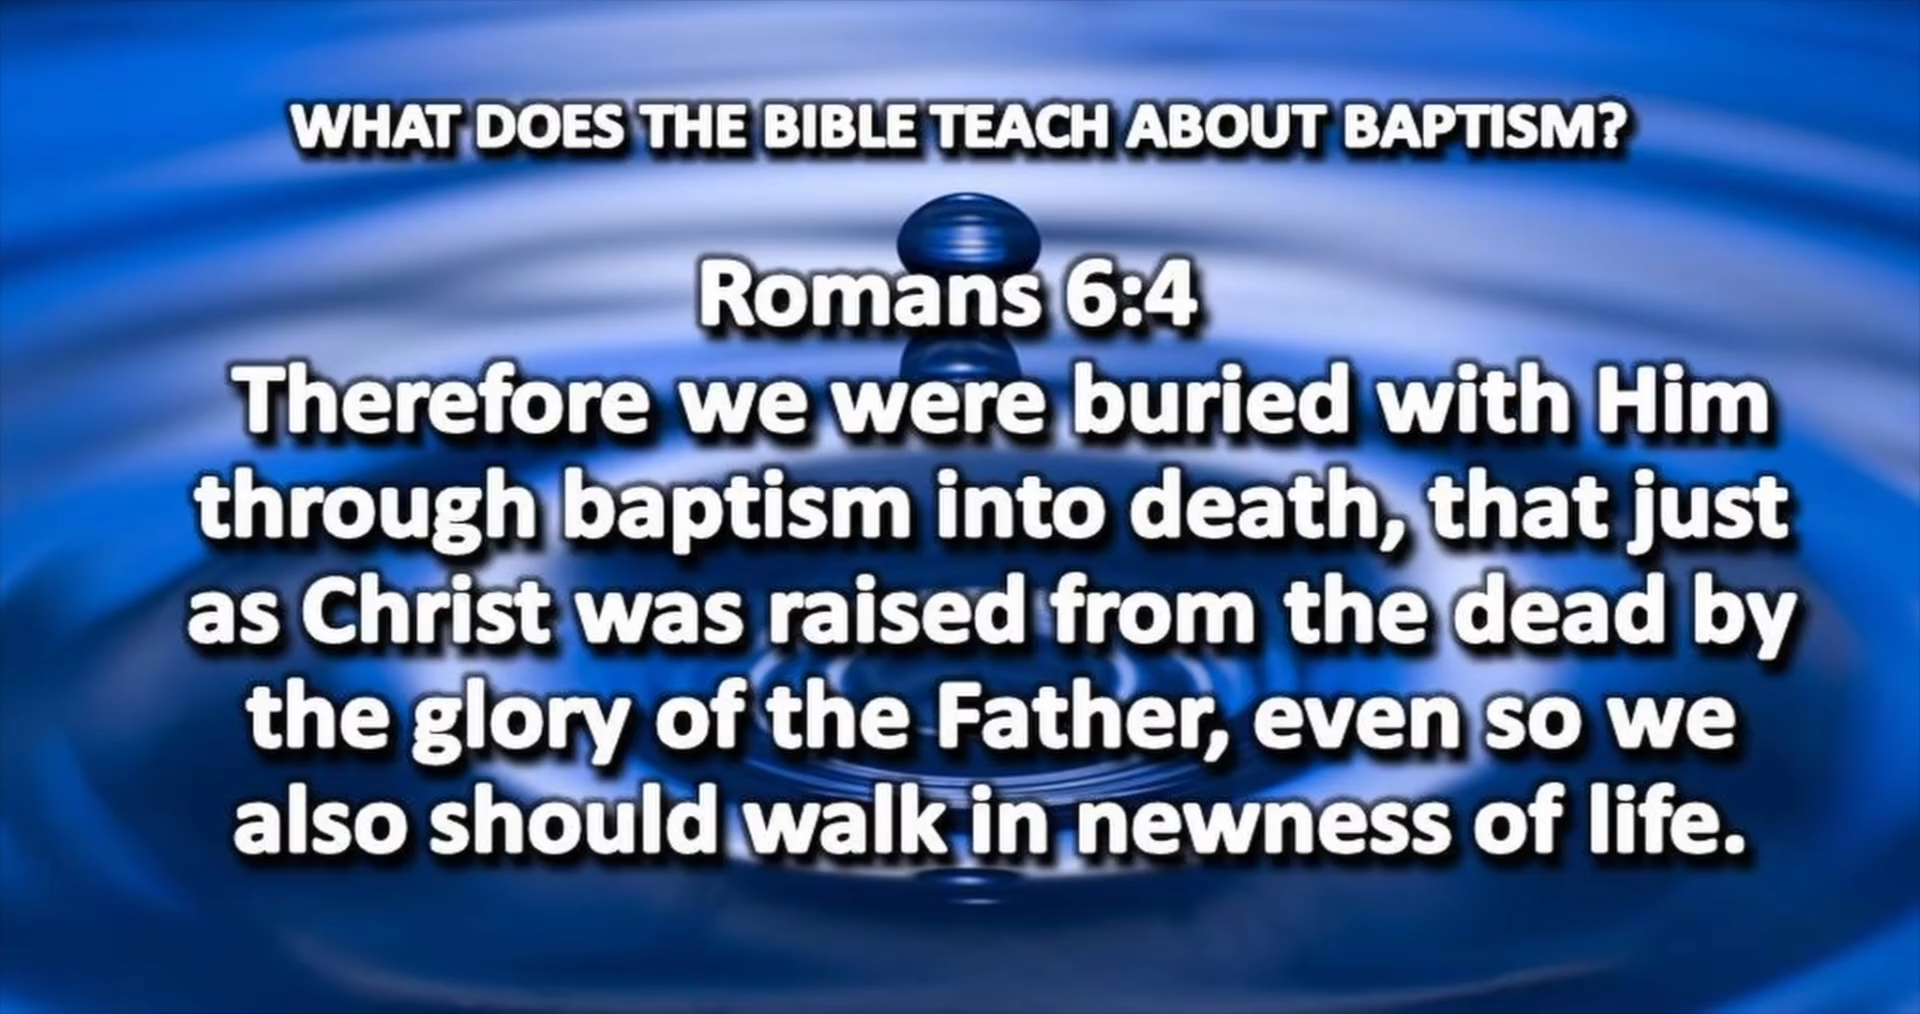 WHAT DOES THE BIBLE TEACH ABOUT BAPTISM?
Romans 6:4
Therefore we were buried with Him
through baptism into death, that just
as Christ was raised from the dead by
the glory of the Father, even so we
also should walk in newness of life.